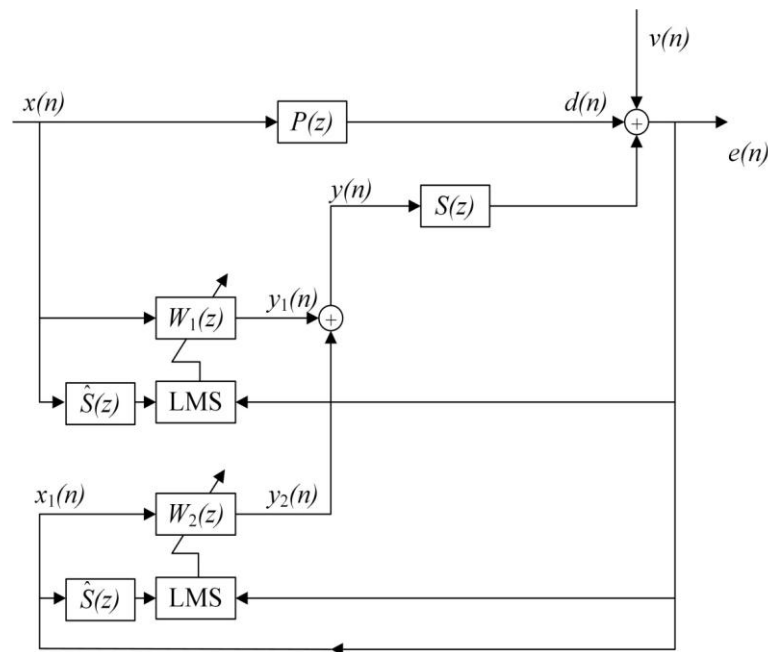 v(n)
x(n)
P(z)
d(n)
+
e(n)
y(n)
S(z)
W₁(z)
y₁(n)
+
Ŝ(z)
LMS
x₁(n)
W₂(z)
y₂(n)
Ŝ(z)
LMS